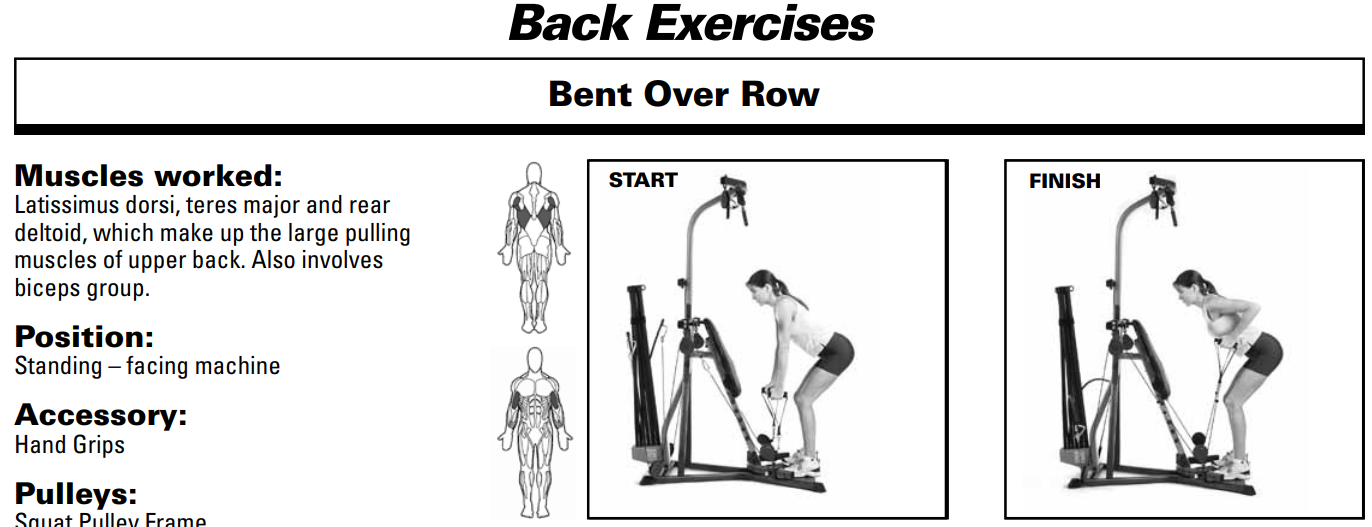 Back Exercises
Bent Over Row
Muscles worked:
Latissimus dorsi, teres major and rear
deltoid, which make up the large pulling
muscles of upper back. Also involves
biceps group.
Position:
Standing – facing machine
Accessory:
Hand Grips
Pulleys:
Squat Pulley Frame
START
FINISH